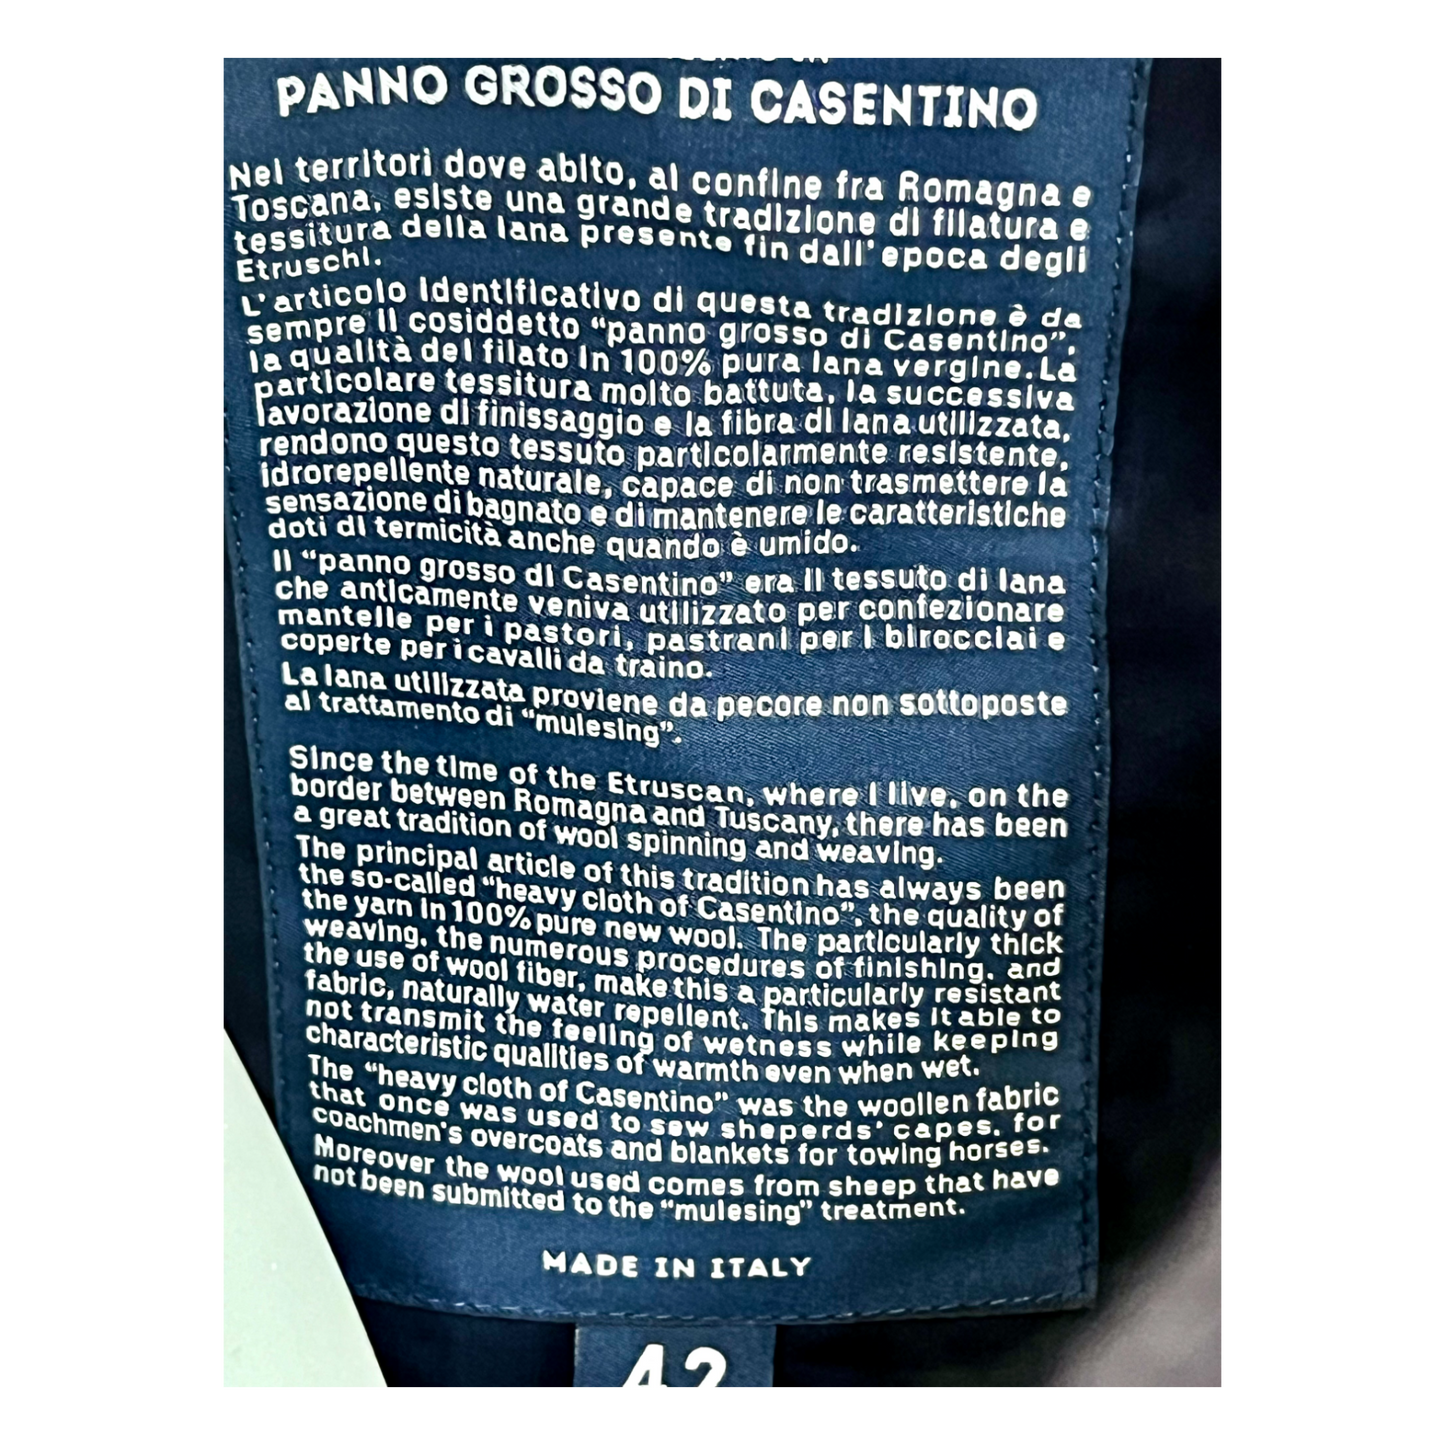 PANNO GROSSO DI CASENTINO
Nei territori dove abito, al confine fra Romagna e
Toscana, esiste una grande tradizione di filatura e
tessitura della lana presente fin dall'epoca degli
Etruschi.
L'articolo identificativo di questa tradizione è da
sempre il cosiddetto “panno grosso di Casentino”,
la qualità del filato in 100% pura lana vergine. La
particolare tessitura molto battuta, la successiva
lavorazione di finissaggio e la fibra di lana utilizzata,
rendono questo tessuto particolarmente resistente,
idrorepellente naturale, capace di non trasmettere la
sensazione di bagnato e di mantenere le caratteristiche
doti di termicità anche quando è umido.
Il “panno grosso di Casentino” era il tessuto di lana
che anticamente veniva utilizzato per confezionare
mantelle per i pastori, pastrani per i birocciai e
coperte per i cavalli da traino.
La lana utilizzata proviene da pecore non sottoposte
al trattamento di “mulesing”.
Since the time of the Etruscan, where I live, on the
border between Romagna and Tuscany, there has been
a great tradition of wool spinning and weaving.
The principal article of this tradition has always been
the so-called “heavy cloth of Casentino”, the quality of
the yarn in 100% pure new wool. The particularly thick
weaving, the numerous procedures of finishing, and
the use of wool fiber, make this a particularly resistant
fabric, naturally water repellent. This makes it able to
not transmit the feeling of wetness while keeping
characteristic qualities of warmth even when wet.
The “heavy cloth of Casentino” was the woollen fabric
that once was used to sew sheperds' capes, for
coachmen's overcoats and blankets for towing horses.
Moreover the wool used comes from sheep that have
not been submitted to the “mulesing” treatment.
MADE IN ITALY
42